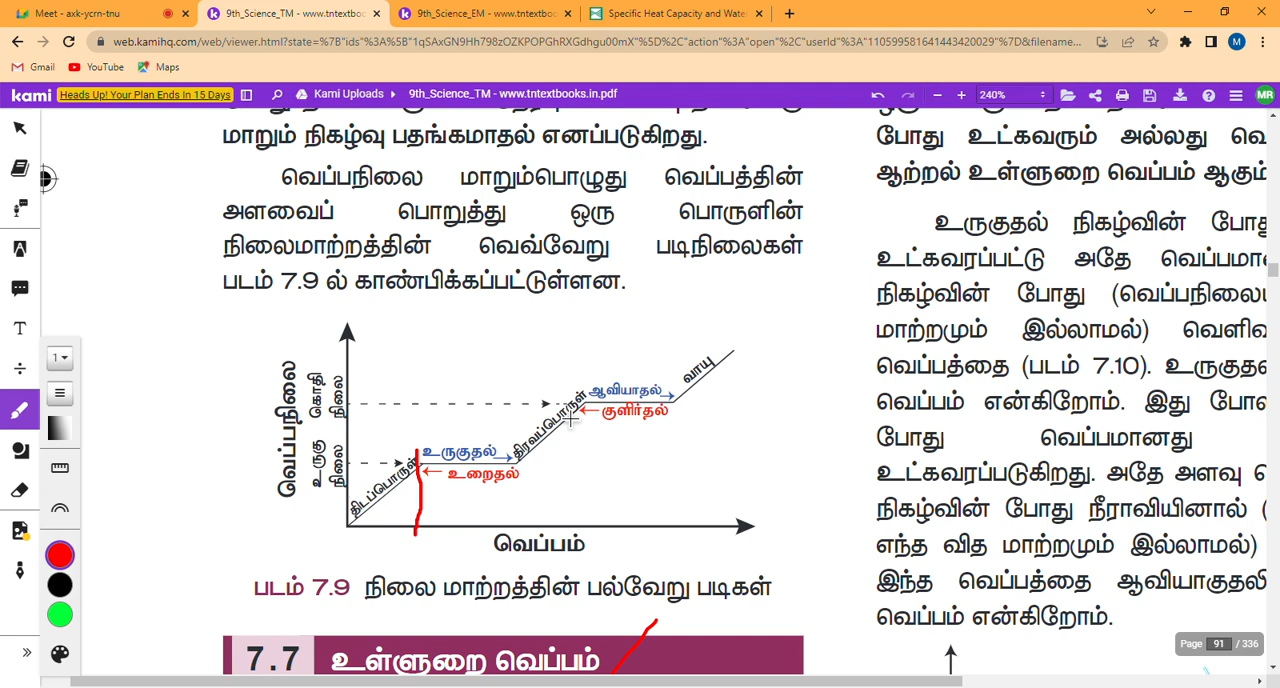 Meet - axk-ycrn-tnu
9th_Science_TM - www.tntextboo
9th_Science_EM - www.tntextboo
Specific Heat Capacity and Wate
web.kamihq.com/web/viewer.html?state=%7B"ids"%3A%5B"1qSAxGN9Hh798zOZKPOPGhRXGdhgu00mX"%5D%2C"action"%3A"open"%2C"userId"%3A"110599581641443420029"%7D&filename...
M
Gmail
YouTube
Maps
kami
Heads Up! Your Plan Ends In 15 Days
Kami Uploads
9th_Science_TM - www.tntextbooks.in.pdf
240%
MR
மாறும் நிகழ்வு பதங்கமாதல் எனப்படுகிறது.
வெப்பநிலை மாறும்பொழுது வெப்பத்தின்
அளவைப் பொறுத்து ஒரு பொருளின்
நிலைமாற்றத்தின் வெவ்வேறு படிநிலைகள்
படம் 7.9 ல் காண்பிக்கப்பட்டுள்ளன.
வெப்பநிலை
கொதி நிலை
உருகு நிலை
திடப்பொருள்
உருகுதல்
உறைதல்
திரவப்பொருள்
ஆவியாதல்
குளிர்தல்
வாயு
வெப்பம்
படம் 7.9 நிலை மாற்றத்தின் பல்வேறு படிகள்
7.7 உள்ளுறை வெப்பம்
போது உட்கவரும் அல்லது வெ
ஆற்றல் உள்ளுறை வெப்பம் ஆகும்
உருகுதல் நிகழ்வின் போது
உட்கவரப்பட்டு அதே வெப்பமா
நிகழ்வின் போது (வெப்பநிலை
மாற்றமும் இல்லாமல்) வெளிவ
வெப்பத்தை (படம் 7.10). உருகுத
வெப்பம் என்கிறோம். இது போ
போது வெப்பமானது
உட்கவரப்படுகிறது. அதே அளவு
நிகழ்வின் போது நீராவியினால் (
எந்த வித மாற்றமும் இல்லாமல்)
இந்த வெப்பத்தை ஆவியாகுதலி
வெப்பம் என்கிறோம்.
1
Page 91 / 336